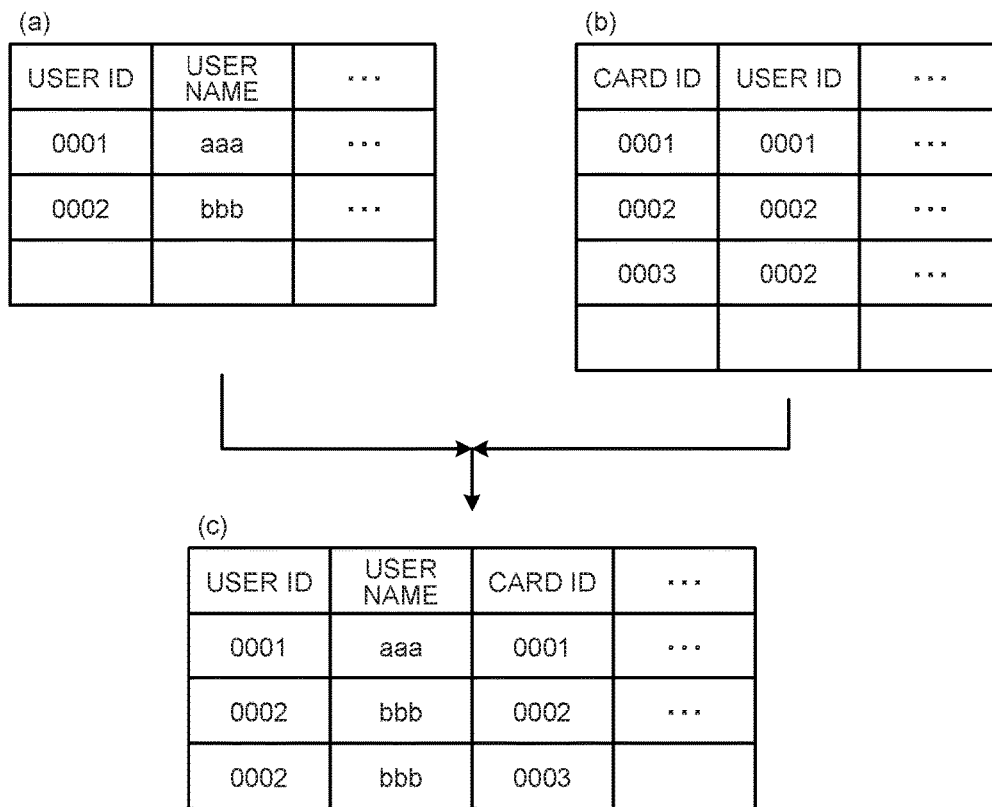 (a)
USER ID USER NAME ...
0001 aaa ...
0002 bbb ...
(b)
CARD ID USER ID ...
0001 0001 ...
0002 0002 ...
0003 0002 ...
(c)
USER ID USER NAME CARD ID ...
0001 aaa 0001 ...
0002 bbb 0002 ...
0002 bbb 0003